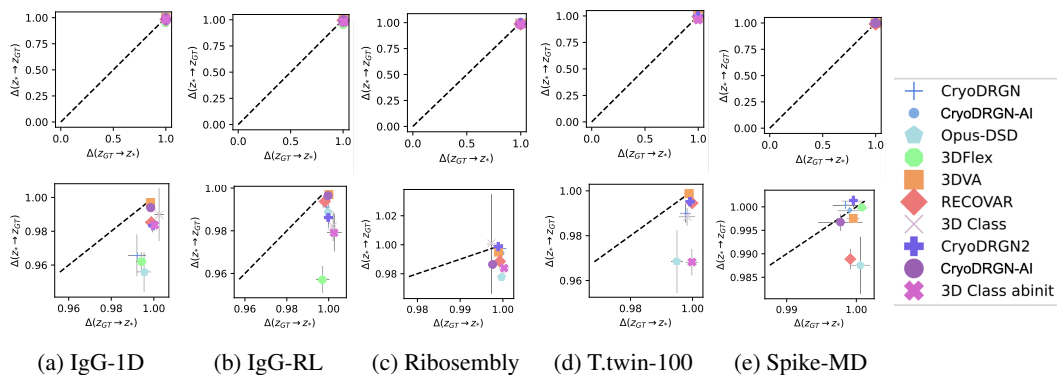 1.00
0.75
0.50
0.25
0.00
Δ(z* → zGT)
0.0 0.5 1.0
Δ(zGT → z*)
1.00
0.75
0.50
0.25
0.00
Δ(z* → zGT)
0.0 0.5 1.0
Δ(zGT → z*)
1.00
0.75
0.50
0.25
0.00
Δ(z* → zGT)
0.0 0.5 1.0
Δ(zGT → z*)
1.00
0.75
0.50
0.25
0.00
Δ(z* → zGT)
0.0 0.5 1.0
Δ(zGT → z*)
1.00
0.75
0.50
0.25
0.00
Δ(z* → zGT)
0.0 0.5 1.0
Δ(zGT → z*)
1.00
0.98
0.96
Δ(z* → zGT)
0.96 0.98 1.00
Δ(zGT → z*)
1.00
0.99
0.98
0.97
0.96
0.95
Δ(z* → zGT)
0.96 0.98 1.00
Δ(zGT → z*)
1.02
1.00
0.98
Δ(z* → zGT)
0.98 0.99 1.00
Δ(zGT → z*)
1.00
0.98
0.96
Δ(z* → zGT)
0.96 0.98 1.00
Δ(zGT → z*)
1.000
0.995
0.990
0.985
Δ(z* → zGT)
0.99 1.00
Δ(zGT → z*)
CryoDRGN
CryoDRGN-AI
Opus-DSD
3DFlex
3DVA
RECOVAR
3D Class
CryoDRGN2
CryoDRGN-AI
3D Class abinit
(a) IgG-1D (b) IgG-RL (c) Ribosembly (d) T.twin-100 (e) Spike-MD